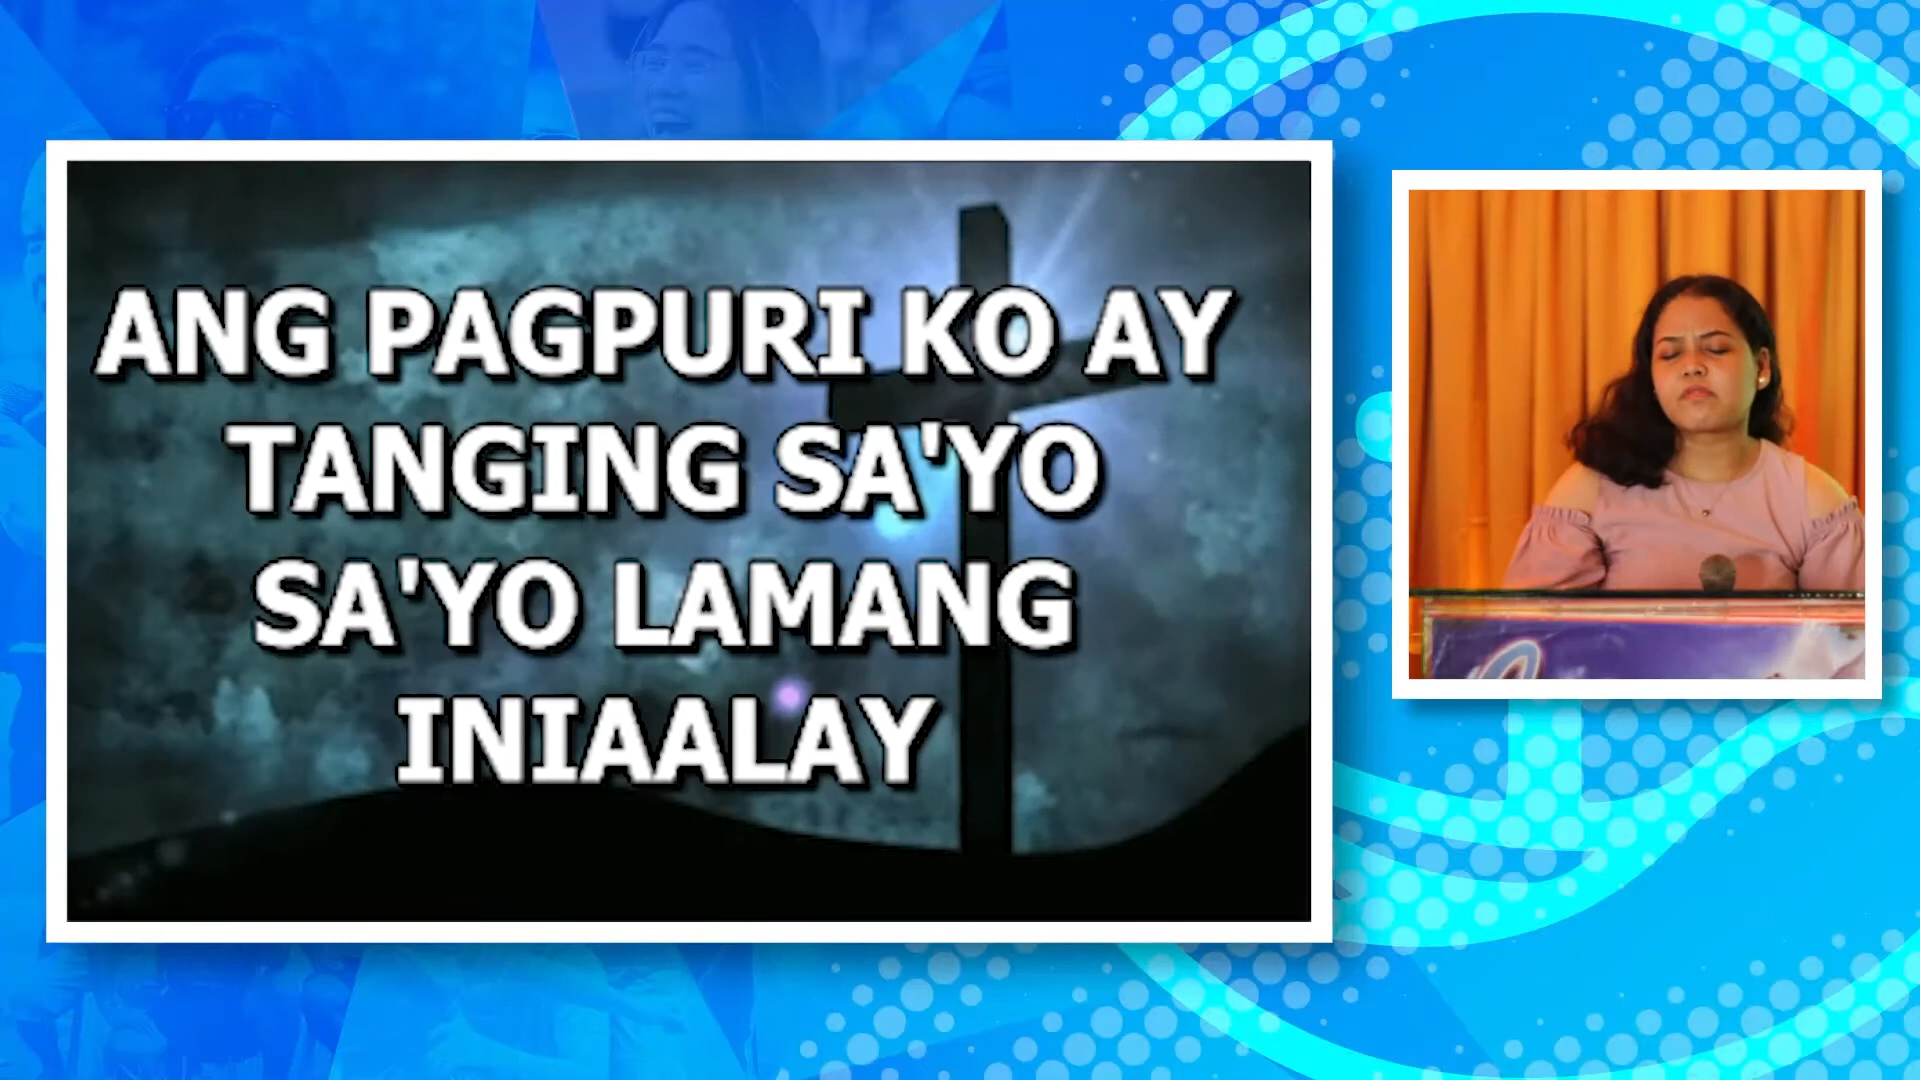 ANG PAGPURI KO AY
TANGING SA'YO
SA'YO LAMANG
INIAALAY